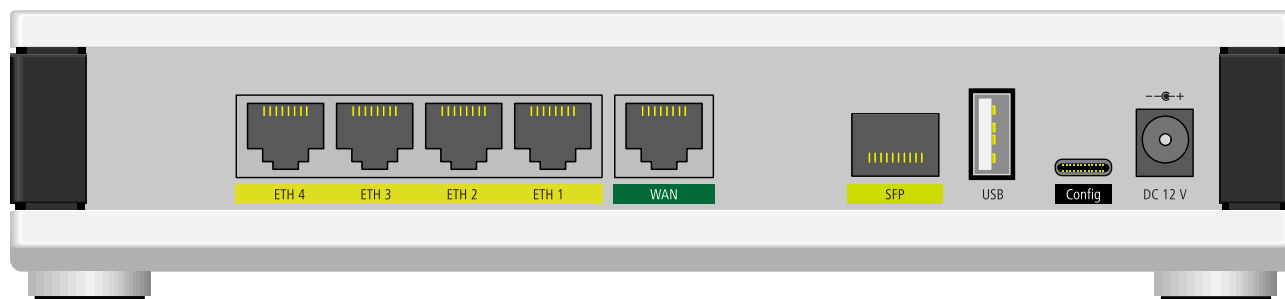 ETH 4
ETH 3
ETH 2
ETH 1
WAN
SFP
USB
Config
DC 12 V